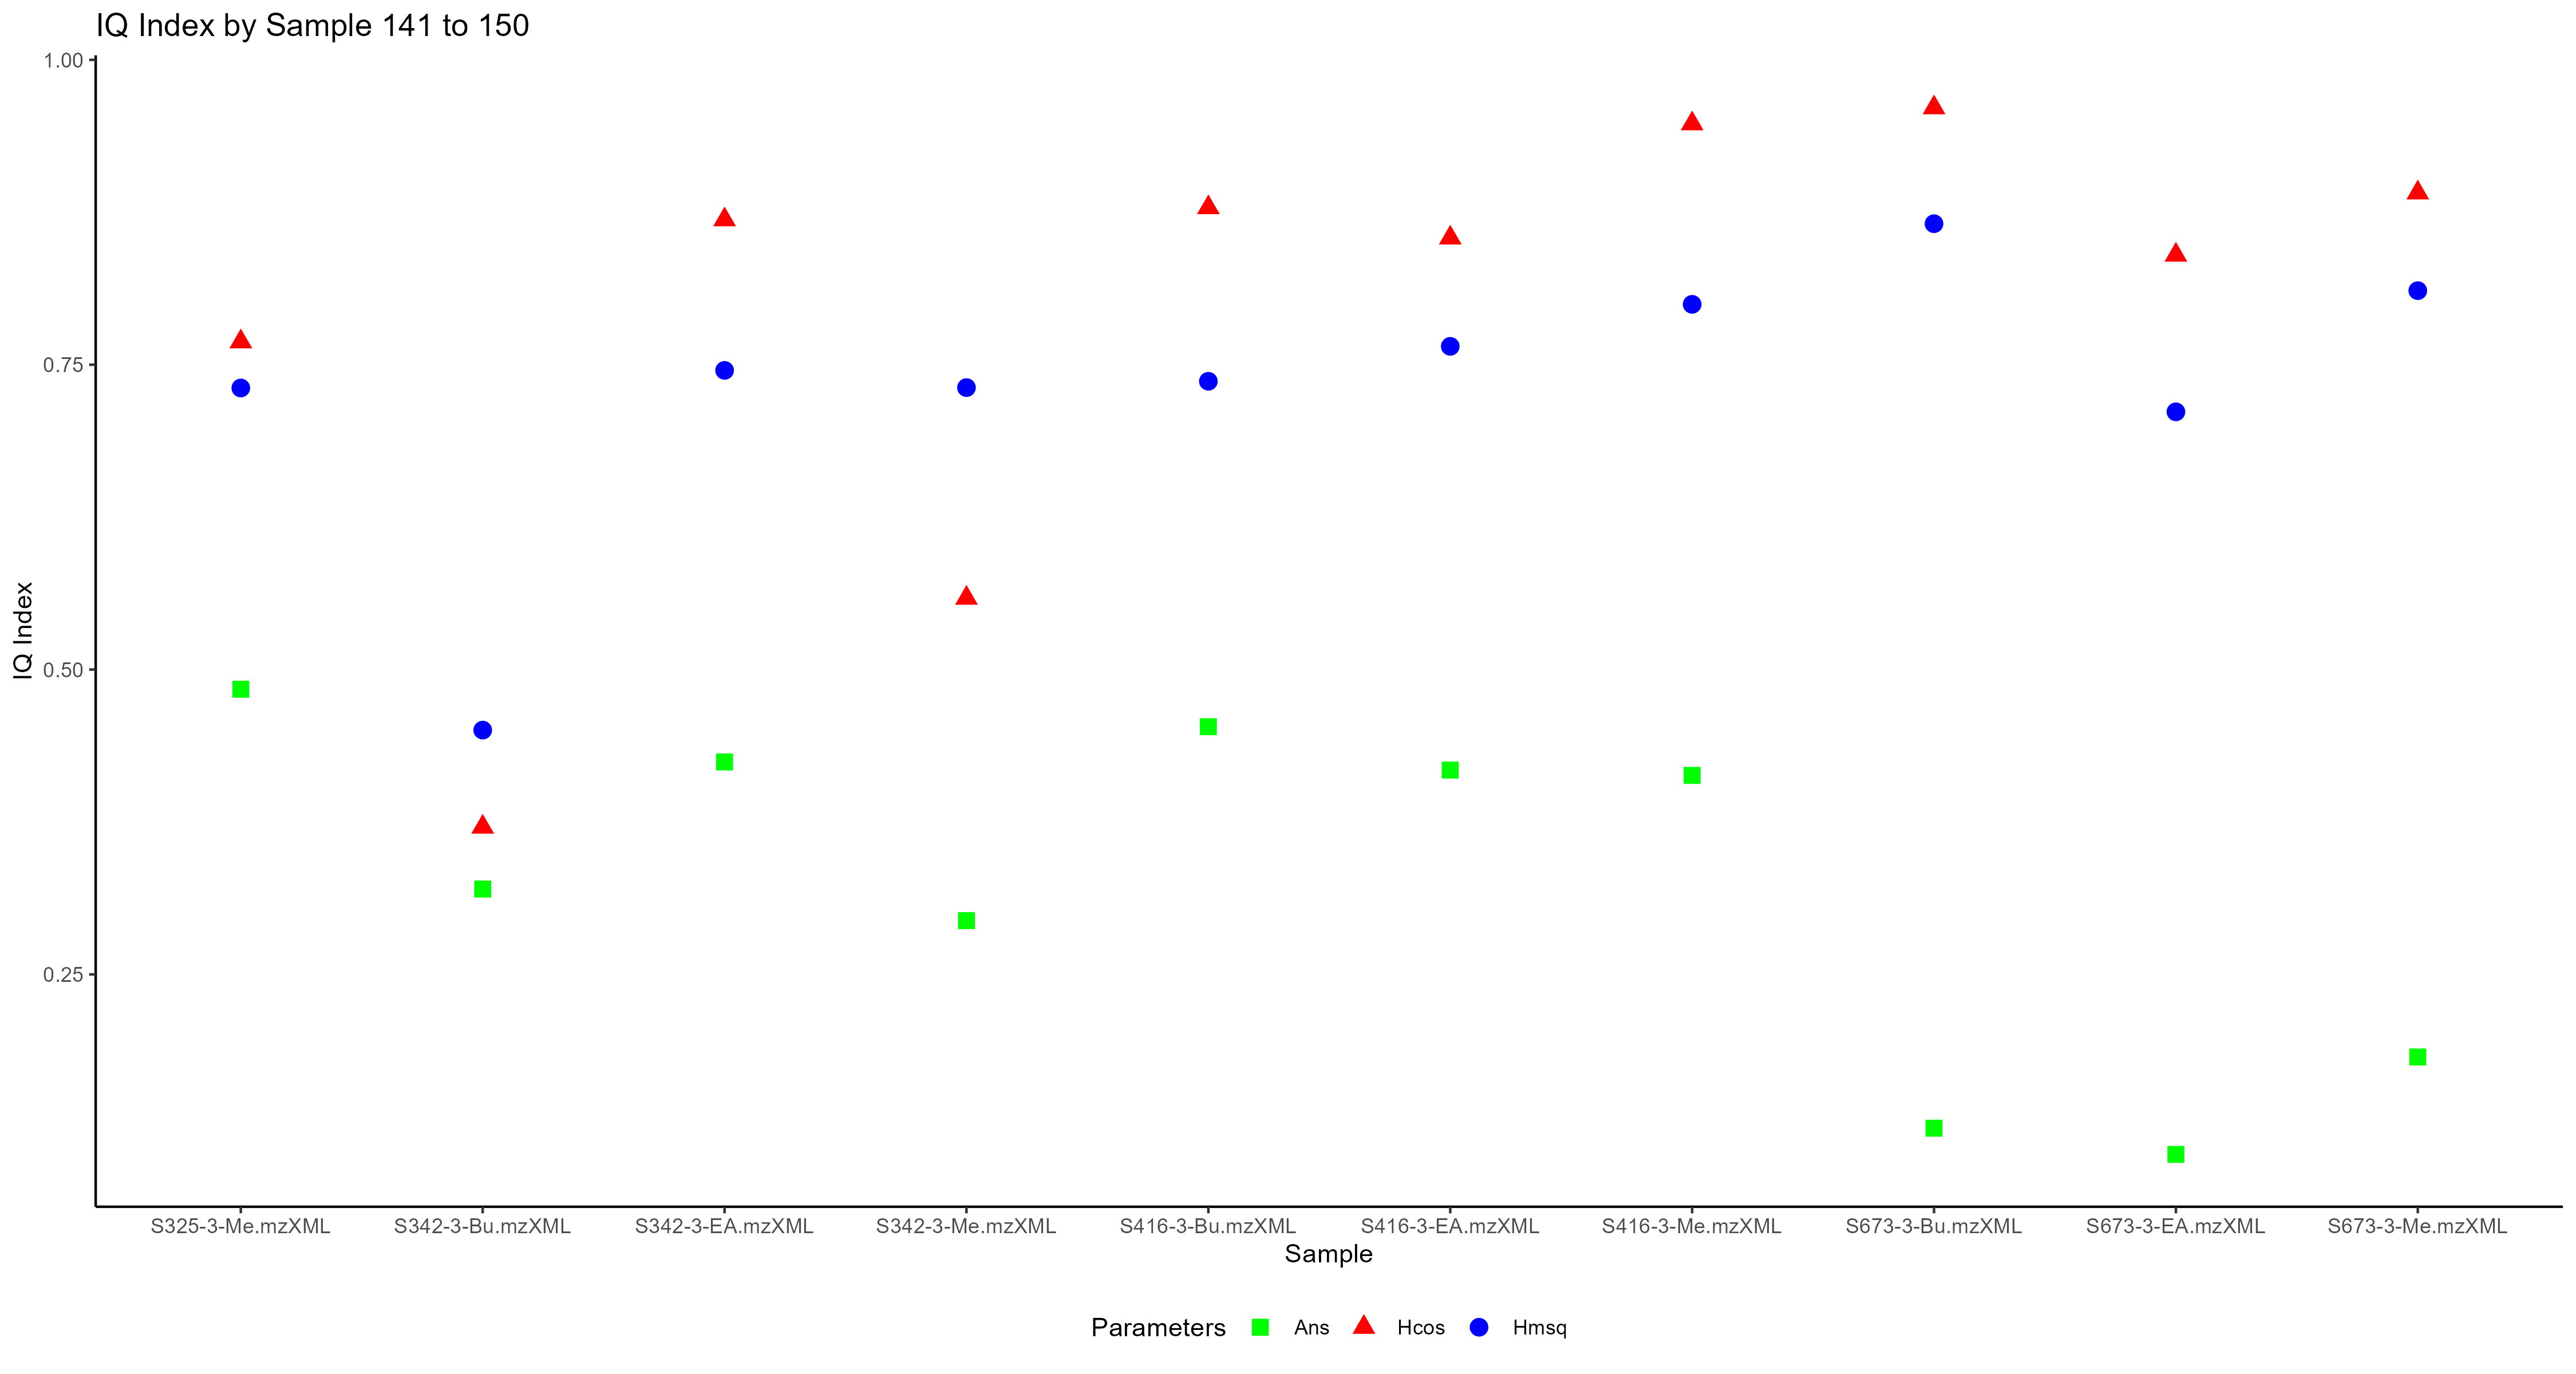 IQ Index by Sample 141 to 150
1.00
0.75
0.50
0.25
IQ Index
S325-3-Me.mzXML S342-3-Bu.mzXML S342-3-EA.mzXML S342-3-Me.mzXML S416-3-Bu.mzXML S416-3-EA.mzXML S416-3-Me.mzXML S673-3-Bu.mzXML S673-3-EA.mzXML S673-3-Me.mzXML
Sample
Parameters Ans Hcos Hmsq